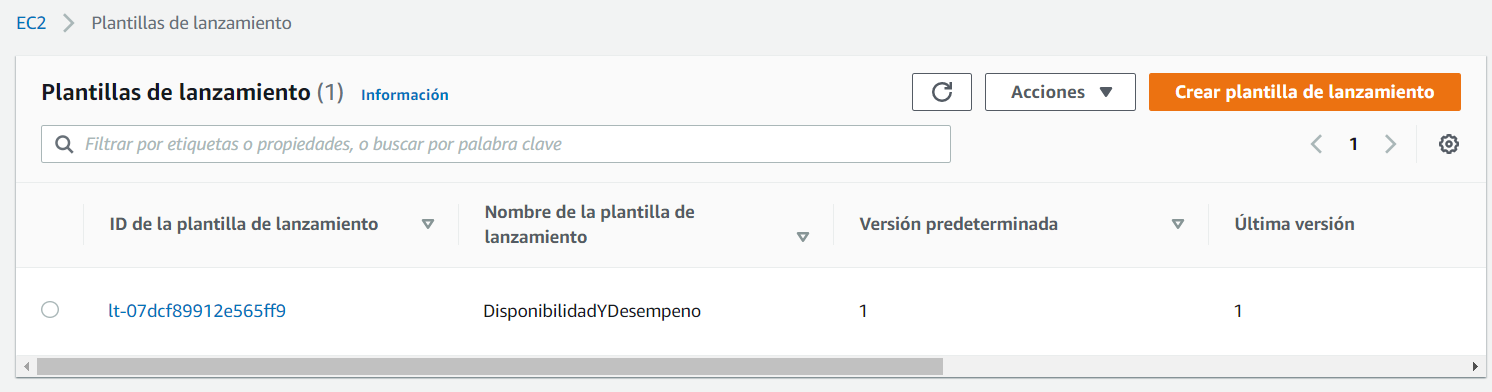 EC2 > Plantillas de lanzamiento
Plantillas de lanzamiento (1) Información
Acciones
Crear plantilla de lanzamiento
Filtrar por etiquetas o propiedades, o buscar por palabra clave
1
ID de la plantilla de lanzamiento
Nombre de la plantilla de
lanzamiento
Versión predeterminada
Última versión
lt-07dcf89912e565ff9
DisponibilidadYDesempeno
1
1